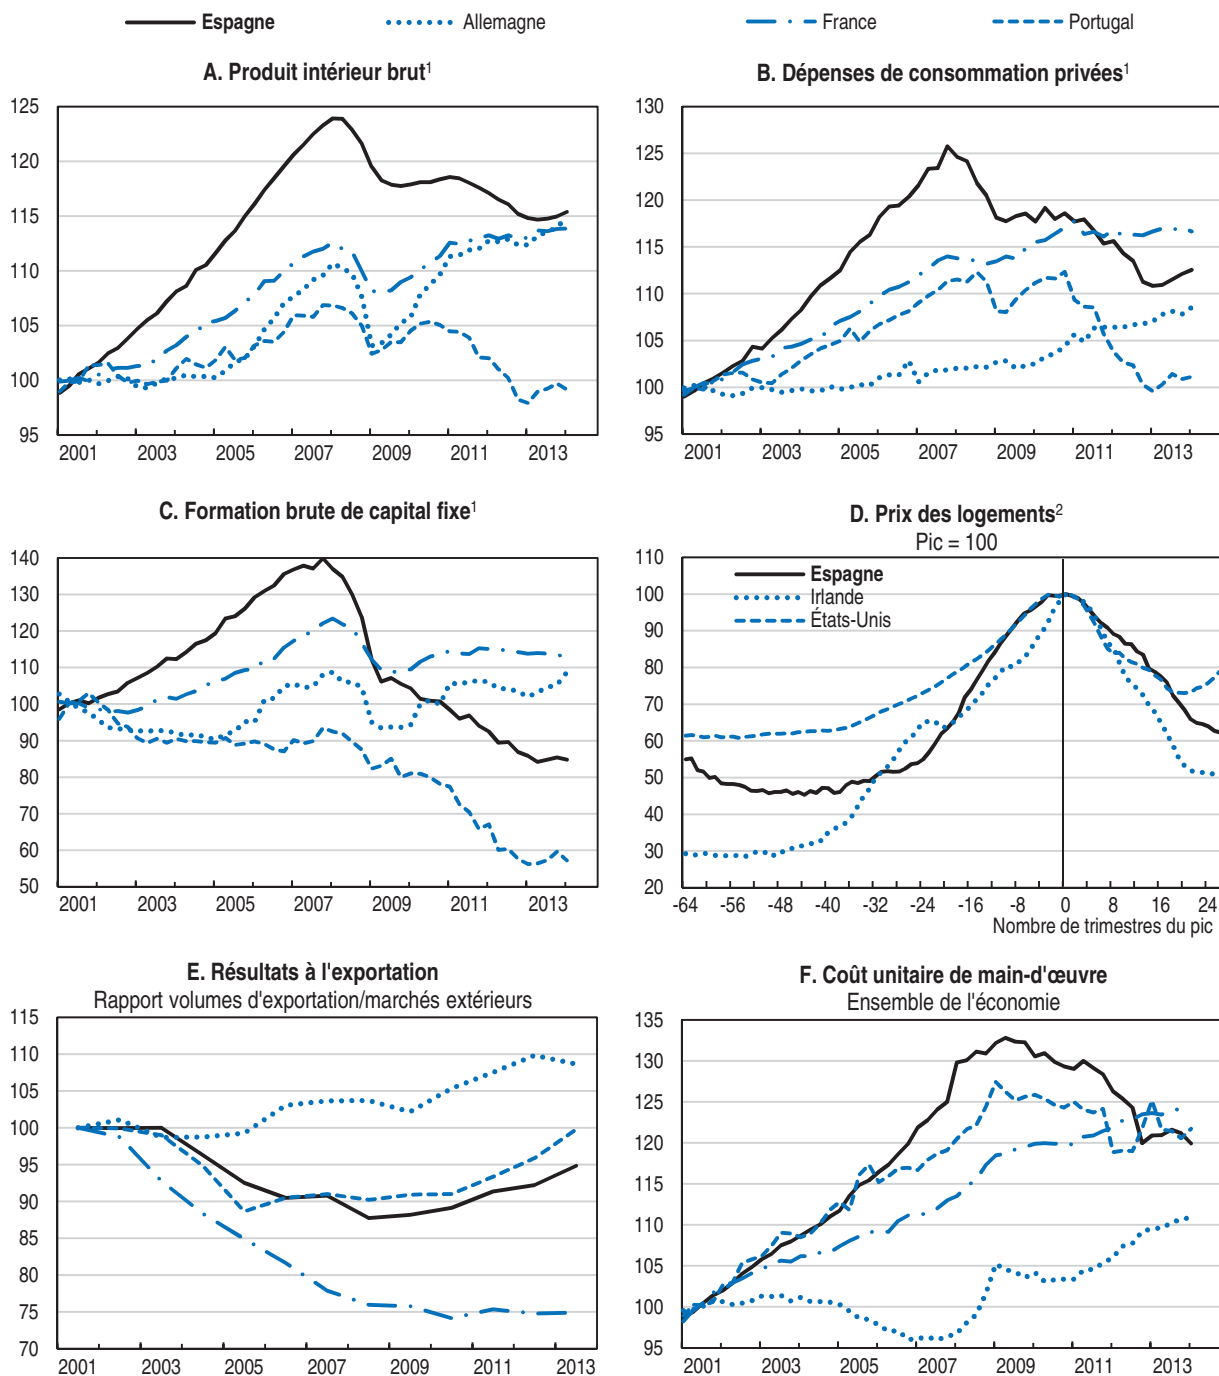 Espagne Allemagne France Portugal
A. Produit intérieur brut¹
125
120
115
110
105
100
95
2001 2003 2005 2007 2009 2011 2013
B. Dépenses de consommation privées¹
130
125
120
115
110
105
100
95
2001 2003 2005 2007 2009 2011 2013
C. Formation brute de capital fixe¹
140
130
120
110
100
90
80
70
60
50
2001 2003 2005 2007 2009 2011 2013
D. Prix des logements²
Pic = 100
110
100
90
80
70
60
50
40
30
20
Espagne
Irlande
États-Unis
-64 -56 -48 -40 -32 -24 -16 -8 0 8 16 24
Nombre de trimestres du pic
E. Résultats à l'exportation
Rapport volumes d'exportation/marchés extérieurs
115
110
105
100
95
90
85
80
75
70
2001 2003 2005 2007 2009 2011 2013
F. Coût unitaire de main-d'œuvre
Ensemble de l'économie
135
130
125
120
115
110
105
100
95
2001 2003 2005 2007 2009 2011 2013